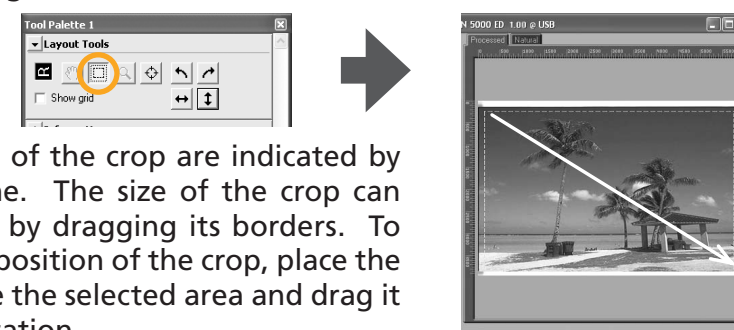 Tool Palette 1
Layout Tools
R
Show grid
N 5000 ED 1.00 @ USB
Processed Natural
of the crop are indicated by
The size of the crop can
by dragging its borders. To
position of the crop, place the
the selected area and drag it